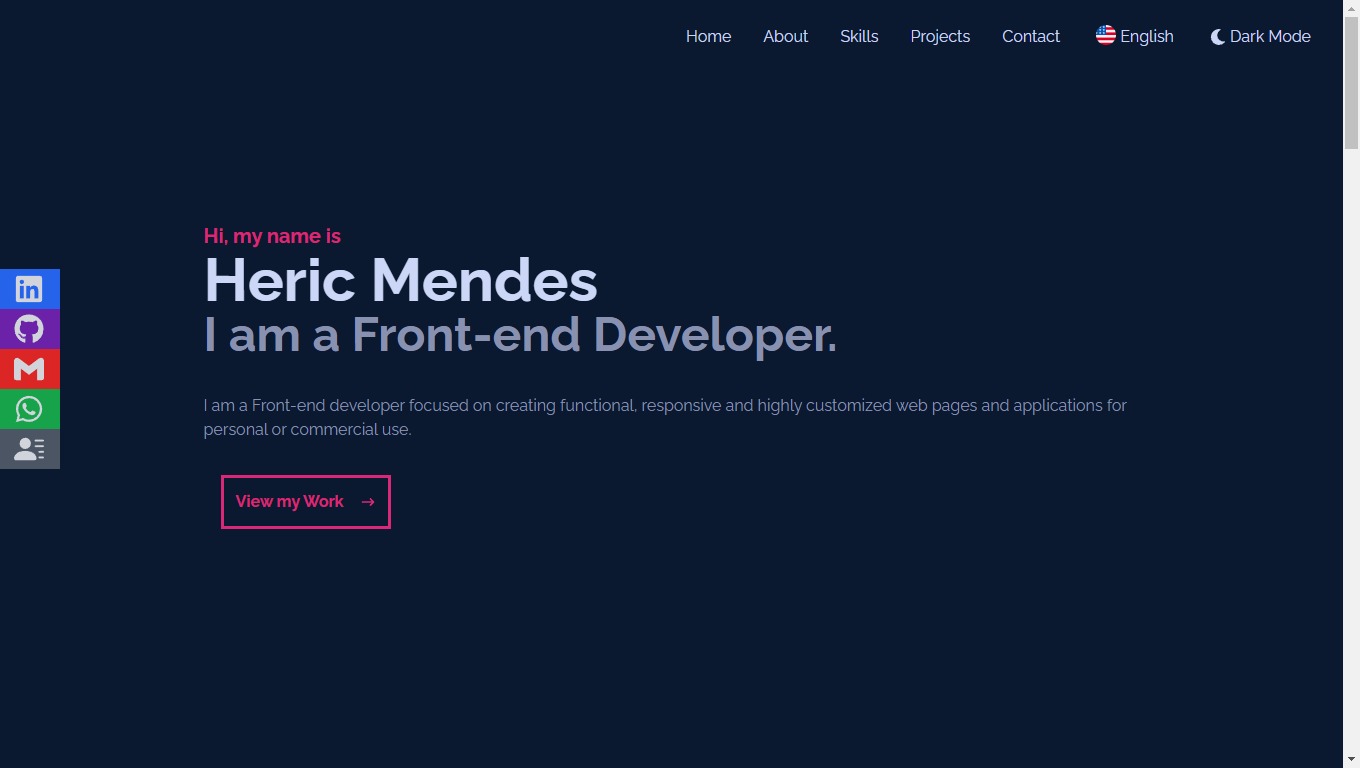 Home About Skills Projects Contact English Dark Mode
Hi, my name is
Heric Mendes
I am a Front-end Developer.
I am a Front-end developer focused on creating functional, responsive and highly customized web pages and applications for
personal or commercial use.
View my Work